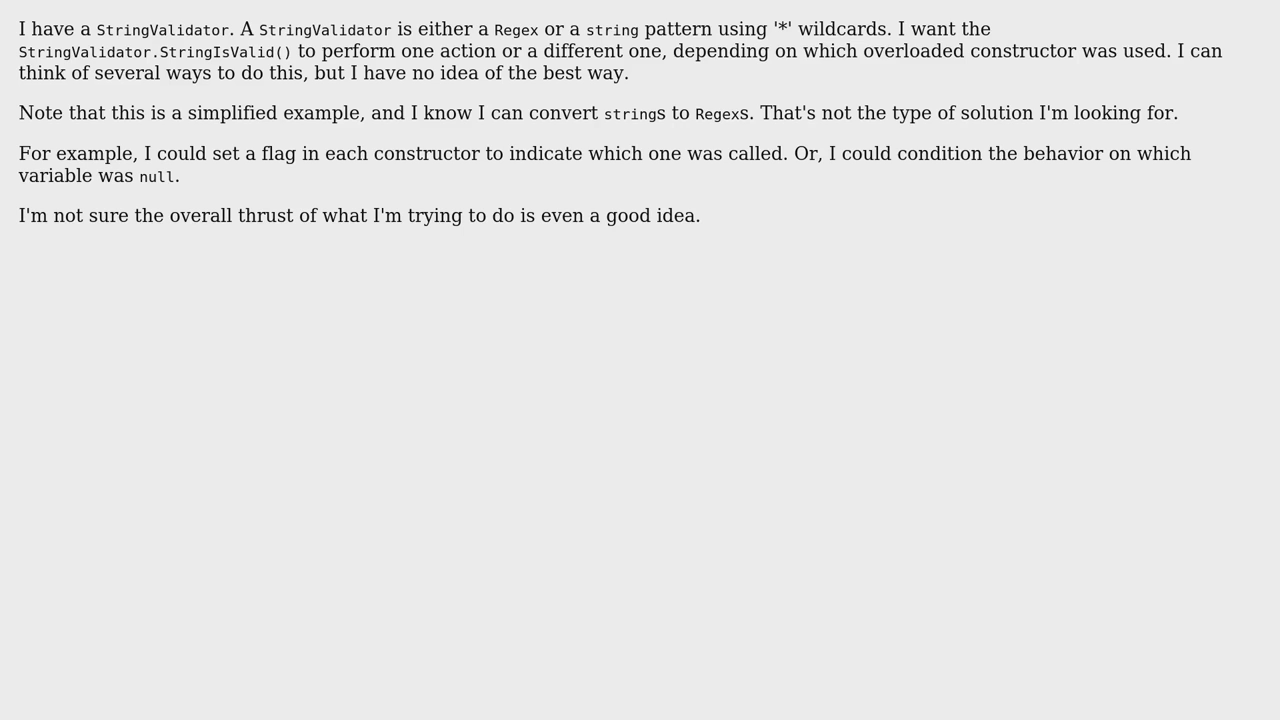 I have a StringValidator. A StringValidator is either a Regex or a string pattern using '*' wildcards. I want the
StringValidator.StringIsValid() to perform one action or a different one, depending on which overloaded constructor was used. I can
think of several ways to do this, but I have no idea of the best way.
Note that this is a simplified example, and I know I can convert strings to Regexs. That's not the type of solution I'm looking for.
For example, I could set a flag in each constructor to indicate which one was called. Or, I could condition the behavior on which
variable was null.
I'm not sure the overall thrust of what I'm trying to do is even a good idea.